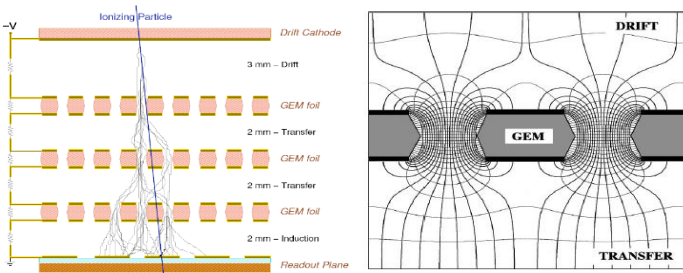 Ionizing Particle
−V
Drift Cathode
3 mm – Drift
GEM foil
2 mm – Transfer
GEM foil
2 mm – Transfer
GEM foil
2 mm – Induction
Readout Plane
DRIFT
GEM
TRANSFER